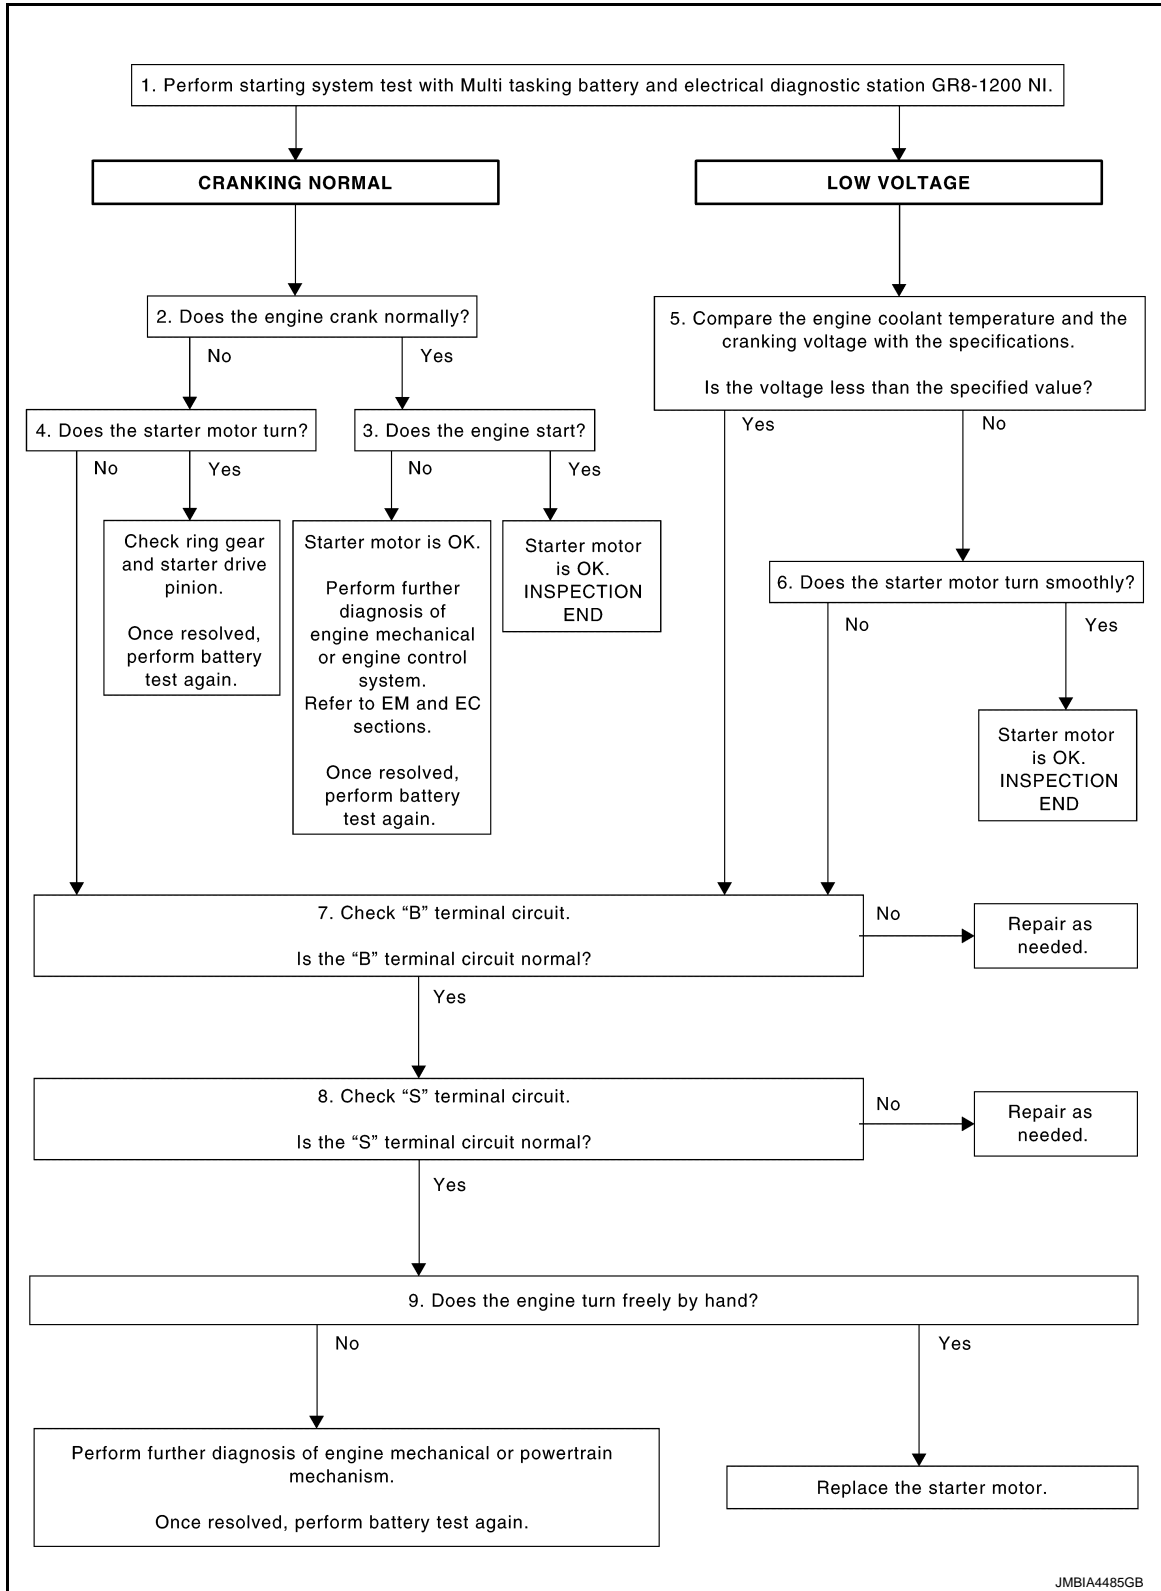 1. Perform starting system test with Multi tasking battery and electrical diagnostic station GR8-1200 NI.
CRANKING NORMAL
LOW VOLTAGE
2. Does the engine crank normally?
No
Yes
5. Compare the engine coolant temperature and the
cranking voltage with the specifications.
Is the voltage less than the specified value?
Yes
No
4. Does the starter motor turn?
No
Yes
3. Does the engine start?
No
Yes
Check ring gear
and starter drive
pinion.
Once resolved,
perform battery
test again.
Starter motor is OK.
Perform further
diagnosis of
engine mechanical
or engine control
system.
Refer to EM and EC
sections.
Once resolved,
perform battery
test again.
Starter motor
is OK.
INSPECTION
END
6. Does the starter motor turn smoothly?
No
Yes
Starter motor
is OK.
INSPECTION
END
7. Check “B” terminal circuit.
Is the “B” terminal circuit normal?
No
Repair as
needed.
Yes
8. Check “S” terminal circuit.
Is the “S” terminal circuit normal?
No
Repair as
needed.
Yes
9. Does the engine turn freely by hand?
No
Yes
Perform further diagnosis of engine mechanical or powertrain
mechanism.
Once resolved, perform battery test again.
Replace the starter motor.
JMBIA4485GB